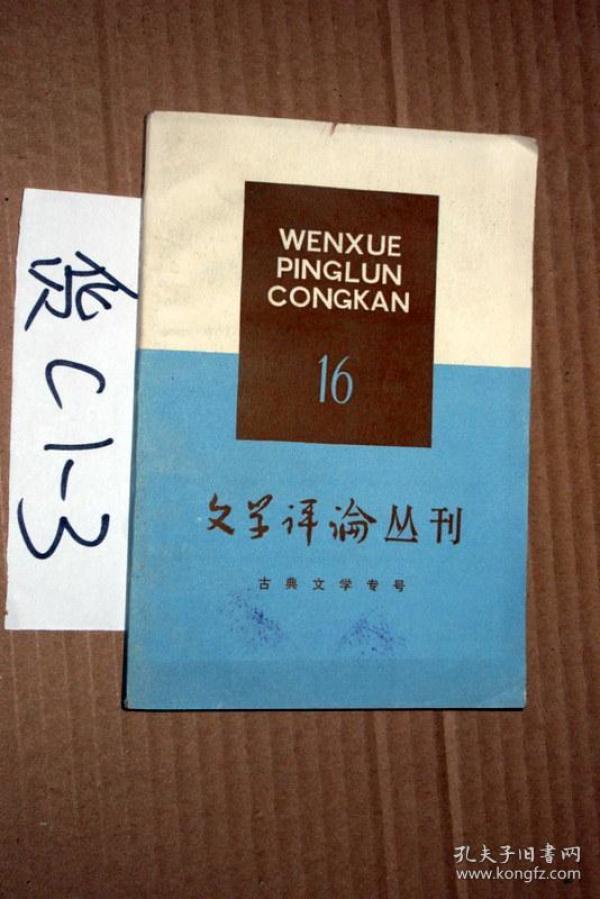 WENXUE
PINGLUN
CONGKAN
16
文学评论丛刊
古典文学专号
货C1-3
孔夫子旧书网
www.kongfz.com